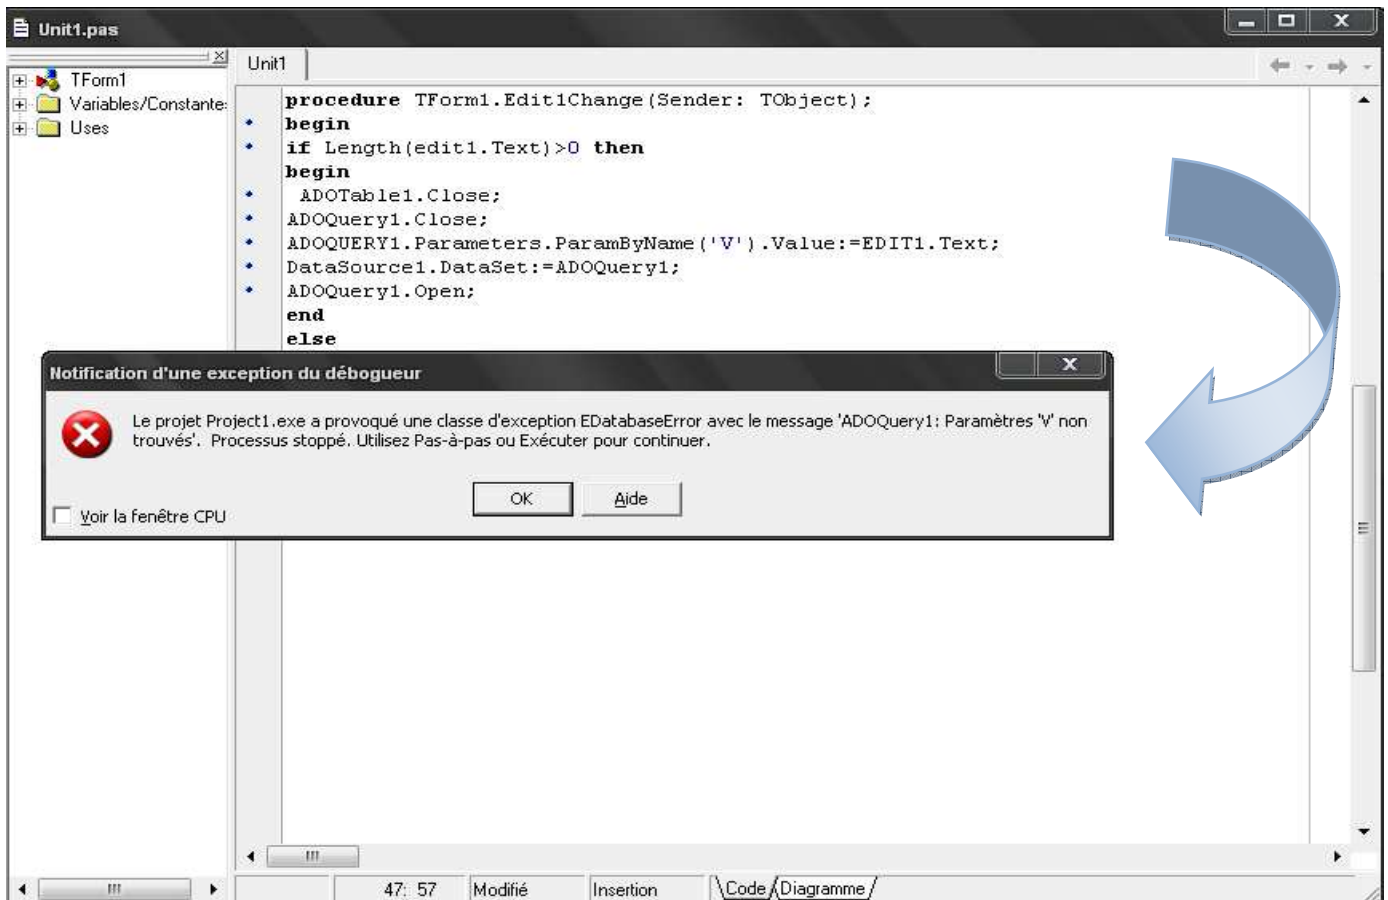 Unit1.pas
TForm1
Variables/Constante:
Uses
Unit1
procedure TForm1.Edit1Change(Sender: TObject);
begin
if Length(edit1.Text)>0 then
begin
ADOTable1.Close;
ADOQuery1.Close;
ADOQUERY1.Parameters.ParamByName('V').Value:=EDIT1.Text;
DataSource1.DataSet:=ADOQuery1;
ADOQuery1.Open;
end
else
Notification d'une exception du débogueur
Le projet Project1.exe a provoqué une classe d'exception EDatabaseError avec le message 'ADOQuery1: Paramètres 'V' non
trouvés'. Processus stoppé. Utilisez Pas-à-pas ou Exécuter pour continuer.
OK
Aide
Voir la fenêtre CPU
47: 57
Modifié
Insertion
Code
Diagramme